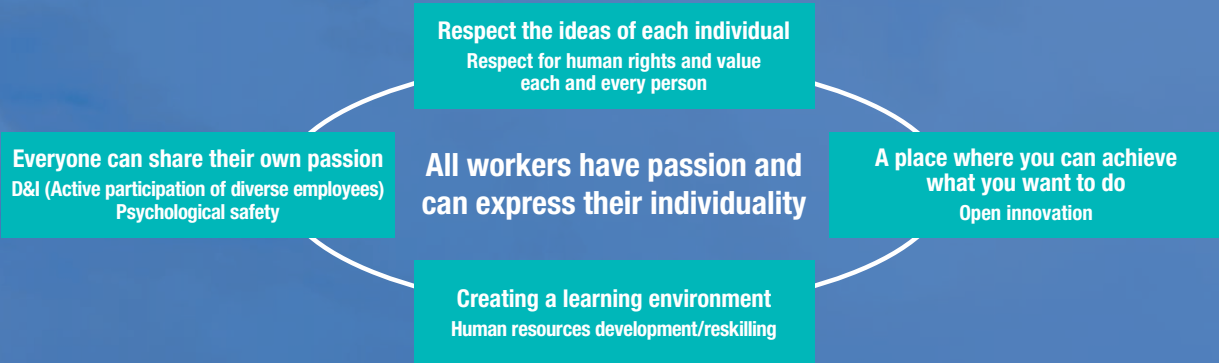 Respect the ideas of each individual
Respect for human rights and value
each and every person
Everyone can share their own passion
D&I (Active participation of diverse employees)
Psychological safety
All workers have passion and
can express their individuality
A place where you can achieve
what you want to do
Open innovation
Creating a learning environment
Human resources development/reskilling